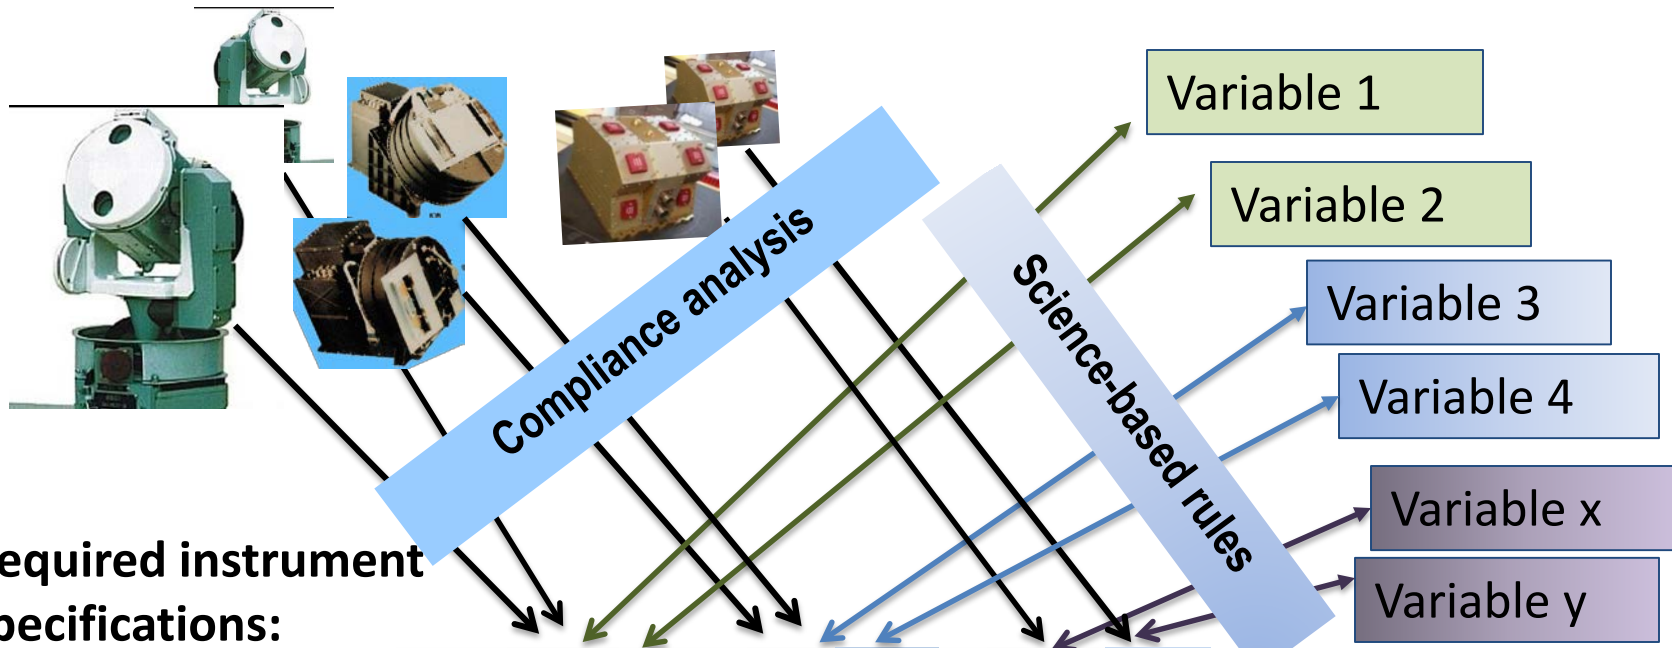 Variable 1
Variable 2
Compliance analysis
Science-based rules
Variable 3
Variable 4
Variable x
Variable y
equired instrument
pecifications: